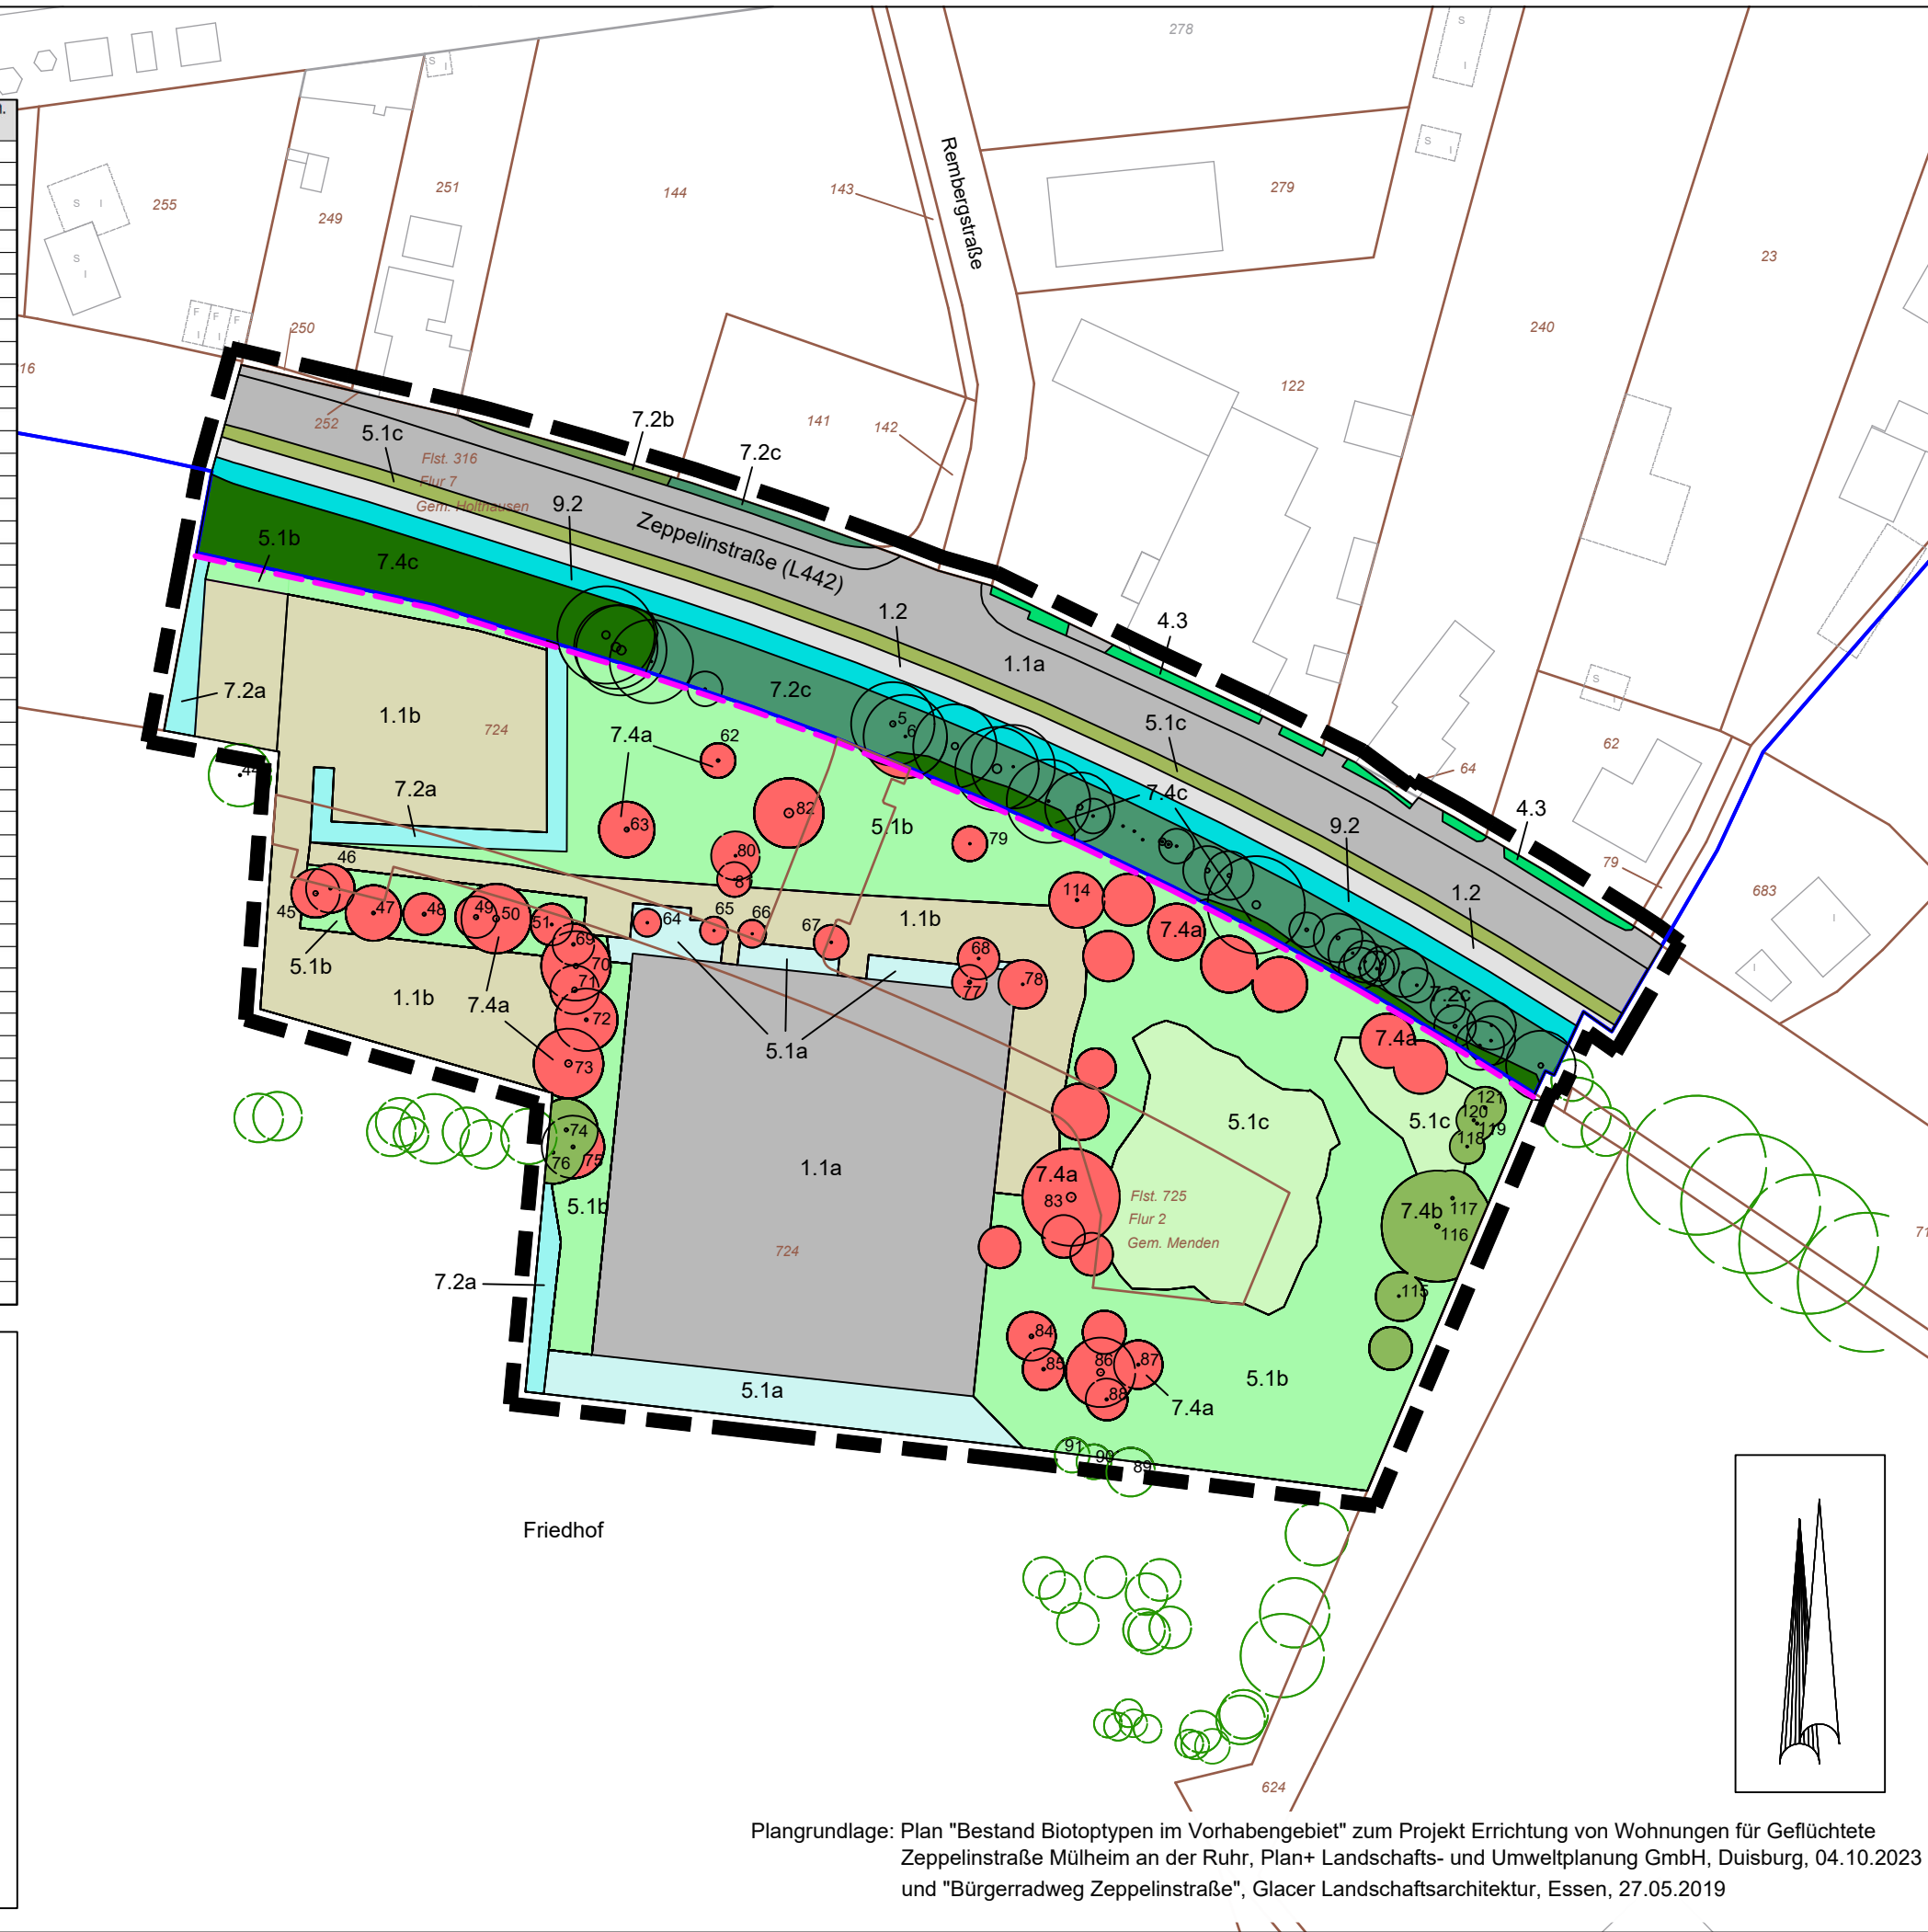 278
S
I
S
I
Rembergstraße
S
I
255
S
I
249
251
144
143
279
23
S
I
F
F
F
I
I
250
240
16
122
252
5.1c
7.2b
7.2c
141
142
Flst. 316
Flur 7
Gem. Holthausen
9.2
Zeppelinstraße (L442)
5.1b
7.4c
1.2
4.3
1.1a
7.2a
7.2c
S
I
1.1b
724
7.4a
62
5
6
5.1c
62
44
64
7.2a
7.4c
4.3
63
82
5.1b
79
9.2
80
81
46
79
683
45
47
48
49
50
51
64
65
66
67
1.1b
114
7.4a
1.2
I
69
70
68
5.1b
1.1b
7.4a
71
77
78
I
7.2c
72
5.1a
7.4a
73
5.1c
5.1c
121
120
119
118
74
76
75
1.1a
7.4a
83
Flst. 725
Flur 2
Gem. Menden
5.1b
7.4b
117
116
71
724
7.2a
115
84
85
86
87
88
5.1a
5.1b
7.4a
91
90
89
Friedhof
624
Plangrundlage: Plan "Bestand Biotoptypen im Vorhabengebiet" zum Projekt Errichtung von Wohnungen für Geflüchtete
Zeppelinstraße Mülheim an der Ruhr, Plan+ Landschafts- und Umweltplanung GmbH, Duisburg, 04.10.2023
und "Bürgerradweg Zeppelinstraße", Glacer Landschaftsarchitektur, Essen, 27.05.2019